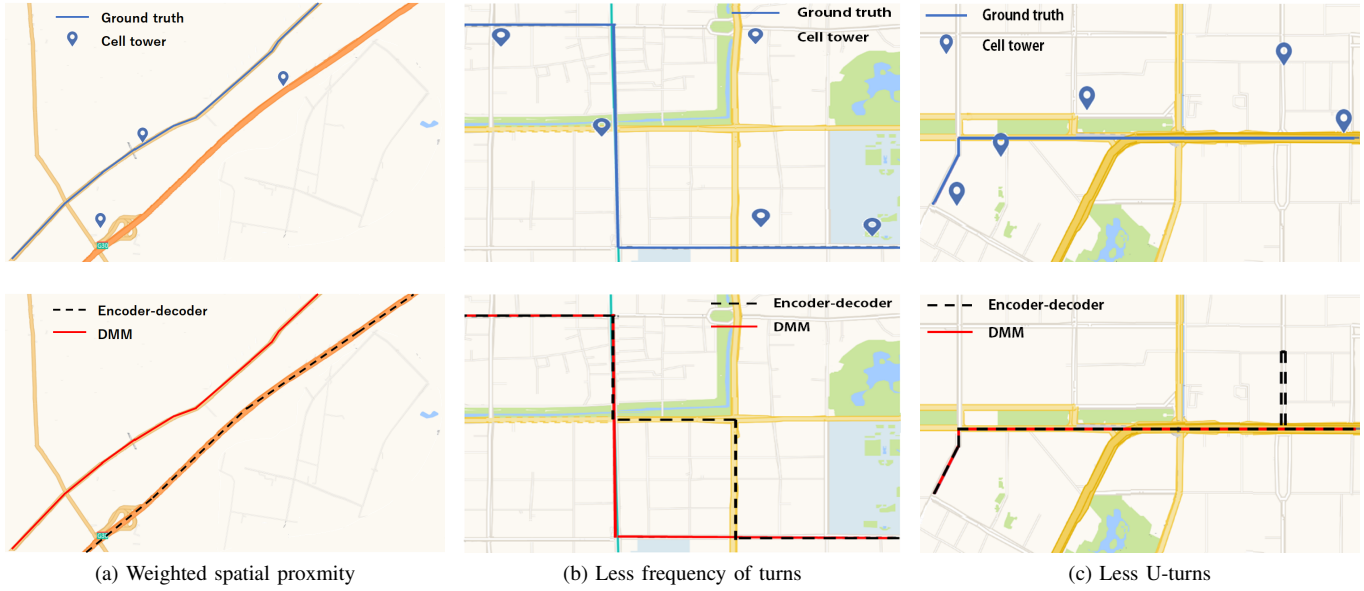 Ground truth
Cell tower
Ground truth
Cell tower
Ground truth
Cell tower
Encoder-decoder
DMM
Encoder-decoder
DMM
Encoder-decoder
DMM
(a) Weighted spatial proxmity
(b) Less frequency of turns
(c) Less U-turns